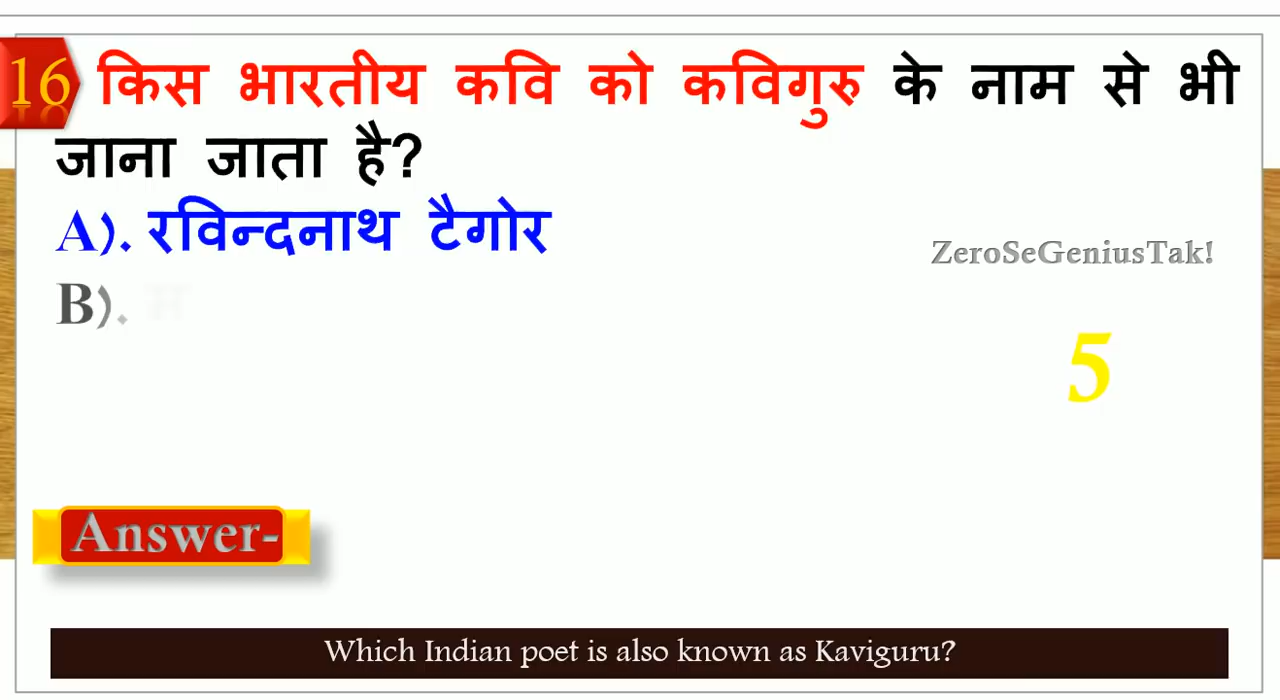 16 किस भारतीय कवि को कविगुरु के नाम से भी
जाना जाता है?
A). रविन्दनाथ टैगोर
ZeroSeGeniusTak!
B).
5
Answer-
Which Indian poet is also known as Kaviguru?